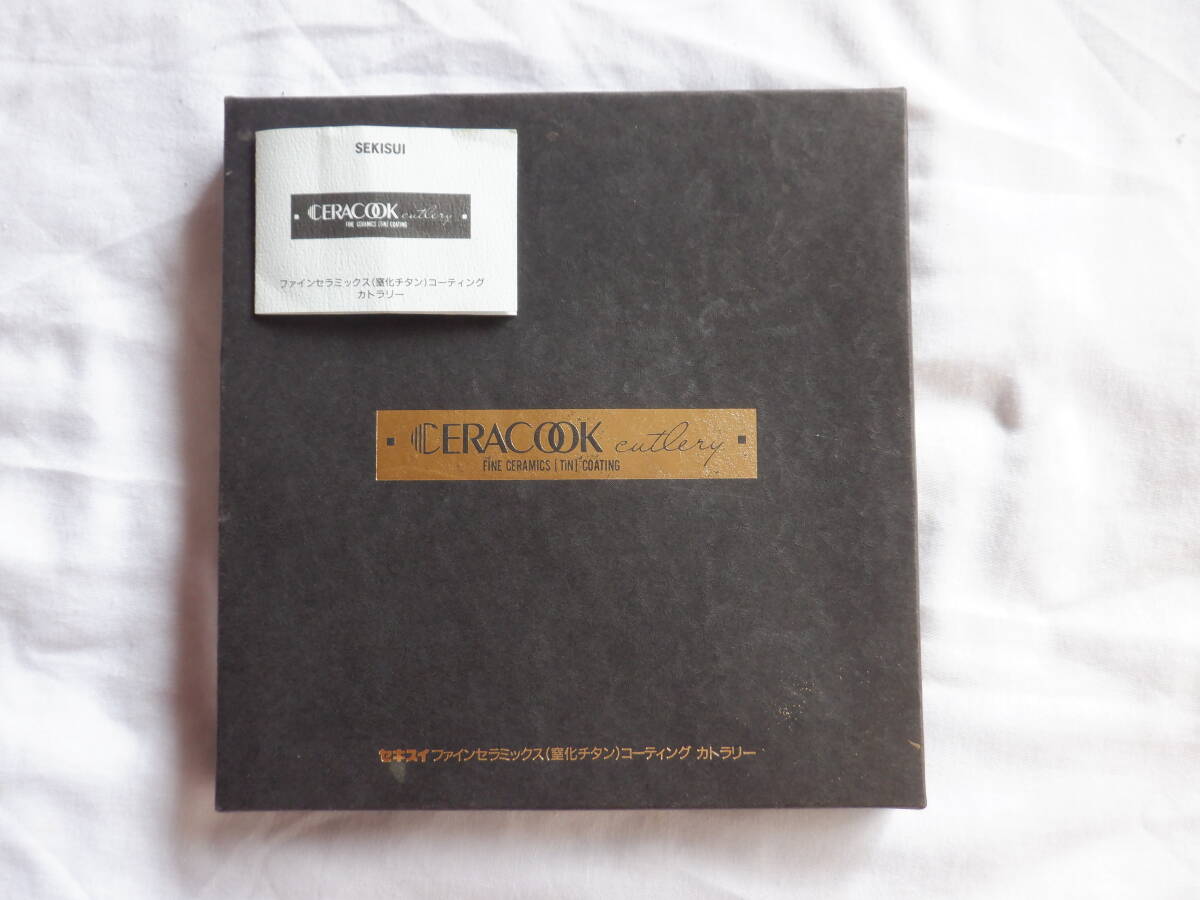 SEKISUI
CERACOOK cutlery
FINE CERAMICS [TiN] COATING
ファインセラミックス(窒化チタン)コーティング
カトラリー
CERACOOK cutlery
FINE CERAMICS [TiN] COATING
セキスイ ファインセラミックス(窒化チタン)コーティング カトラリー